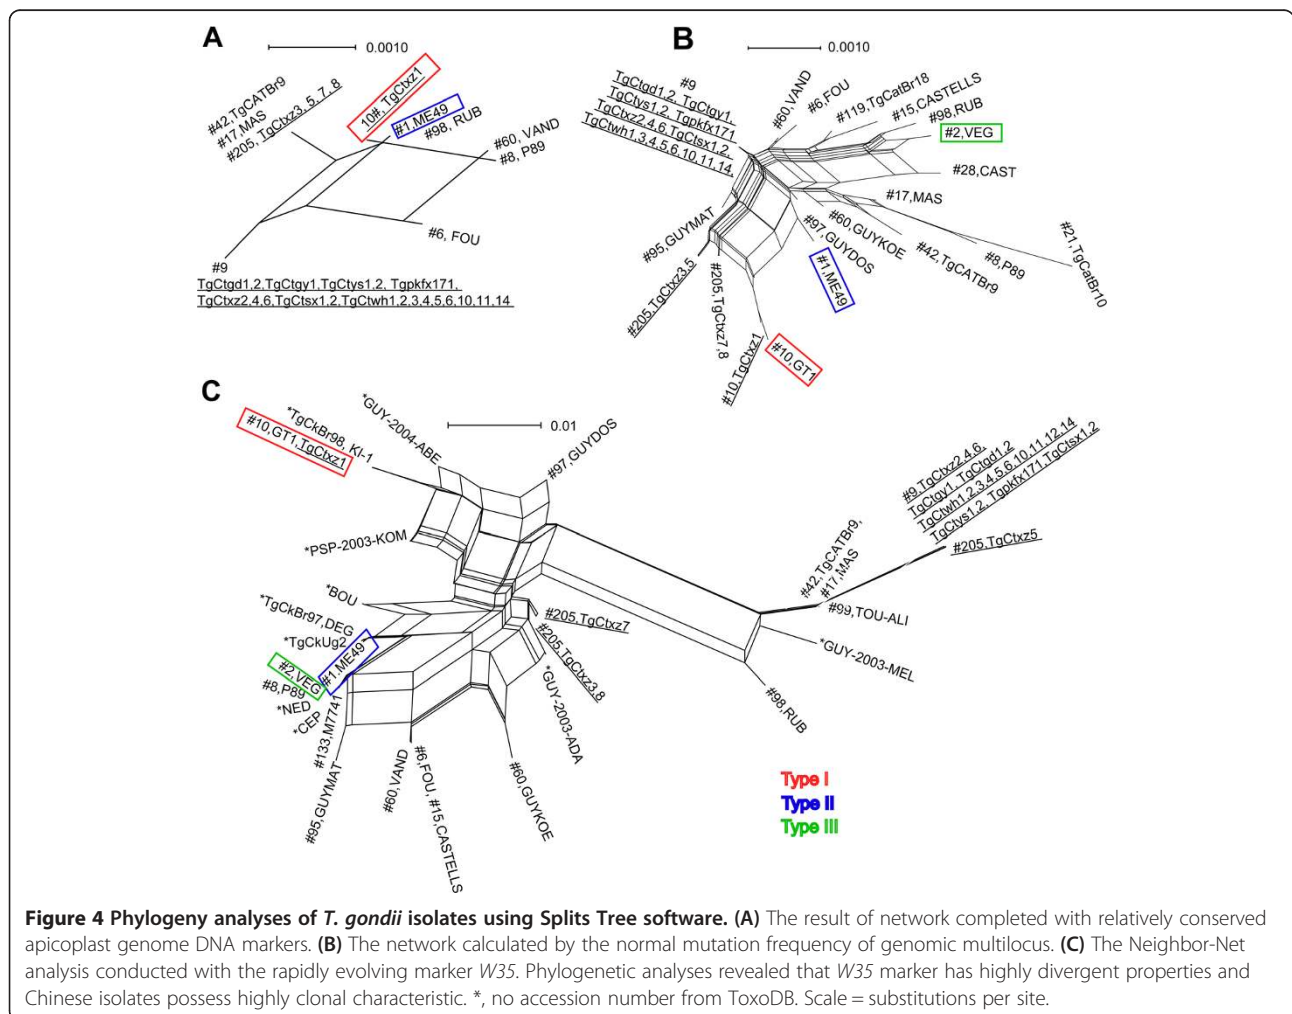 A
0.0010
#42,TgCATBr9
#17,MAS
#205, TgCtxz3, 5, 7, 8
10#, TgCtxz1
#1,ME49
#98, RUB
#60, VAND
#8, P89
#6, FOU
#9
TgCtgd1,2,TgCtgy1,TgCtys1,2, Tgpkfx171,
TgCtxz2,4,6,TgCtsx1,2,TgCtwh1,2,3,4,5,6,10,11,14
B
0.0010
#9
TgCtgd1,2, TgCtgy1,
TgCtys1,2, Tgpkfx171
TgCtxz2,4,6,TgCtsx1,2,
TgCtwh1,3,4,5,6,10,11,14,
#60,VAND
#6,FOU
#119,TgCatBr18
#15,CASTELLS
#98,RUB
#2,VEG
#28,CAST
#17,MAS
#21,TgCatBr10
#8,P89
#42,TgCATBr9
#60,GUYKOE
#97,GUYDOS
#1,ME49
#10,GT1
#10,TgCtxz1
#205,TgCtxz7,8
#205,TgCtxz3,5
#95,GUYMAT
C
0.01
*TgCkBr98, KI-1
#10,GT1,TgCtxz1
*GUY-2004-ABE
#97,GUYDOS
*PSP-2003-KOM
*BOU
*TgCkBr97,DEG
*TgCkUg2
#1,ME49
#2,VEG
#8,P89
*NED
*CEP
#133,M7741
#95,GUYMAT
#60,VAND
#6,FOU, #15,CASTELLS
#60,GUYKOE
*GUY-2003-ADA
#205,TgCtxz3,8
#205,TgCtxz7
#98,RUB
*GUY-2003-MEL
#99,TOU-ALI
#42,TgCATBr9,
#17,MAS
#9,TgCtxz2,4,6,
TgCtgy1, TgCtgd1,2
TgCtwh1,2,3,4,5,6,10,11,12,14
TgCtys1,2, Tgpkfx171,TgCtsx1,2
#205,TgCtxz5
Type I
Type II
Type III
Figure 4 Phylogeny analyses of T. gondii isolates using Splits Tree software. (A) The result of network completed with relatively conserved
apicoplast genome DNA markers. (B) The network calculated by the normal mutation frequency of genomic multilocus. (C) The Neighbor-Net
analysis conducted with the rapidly evolving marker W35. Phylogenetic analyses revealed that W35 marker has highly divergent properties and
Chinese isolates possess highly clonal characteristic. *, no accession number from ToxoDB. Scale = substitutions per site.